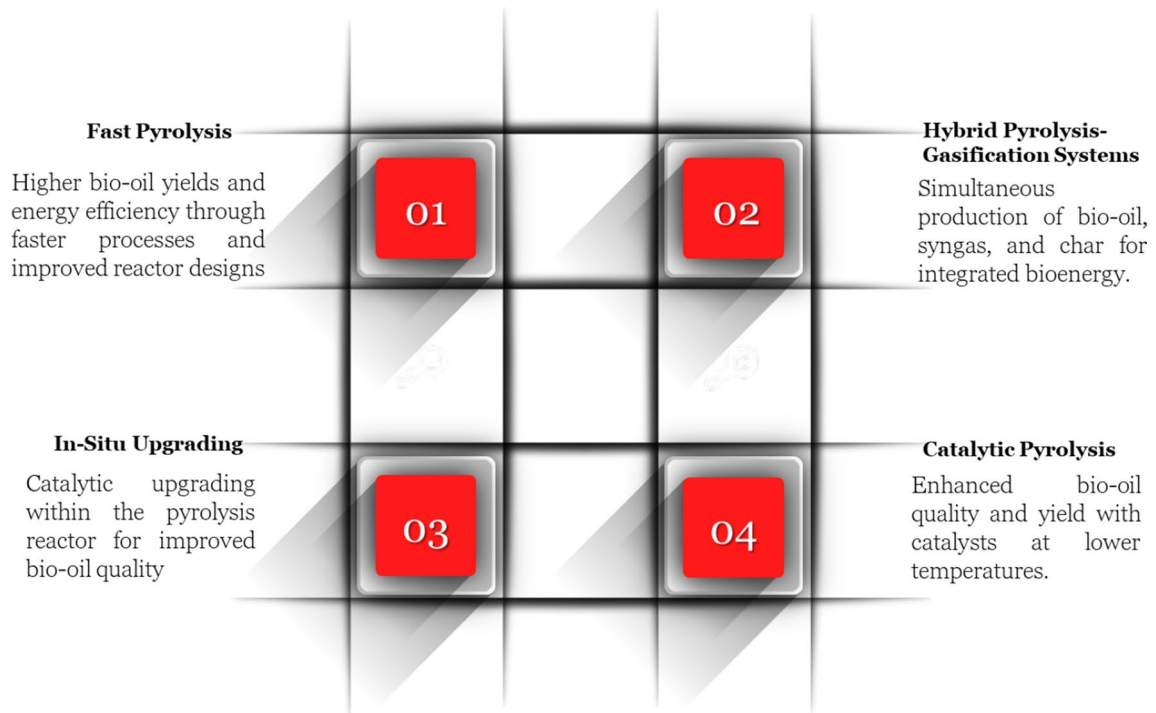 Fast Pyrolysis
Higher bio-oil yields and
energy efficiency through
faster processes and
improved reactor designs
01
02
Hybrid Pyrolysis-
Gasification Systems
Simultaneous
production of bio-oil,
syngas, and char for
integrated bioenergy.
In-Situ Upgrading
Catalytic upgrading
within the pyrolysis
reactor for improved
bio-oil quality
03
04
Catalytic Pyrolysis
Enhanced bio-oil
quality and yield with
catalysts at lower
temperatures.